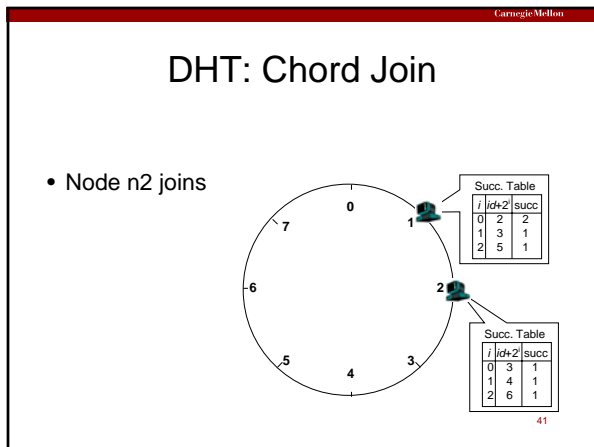 Carnegie Mellon
DHT: Chord Join
• Node n2 joins
0
1
2
3
4
5
6
7
Succ. Table
i id+2^i succ
0 2 2
1 3 1
2 5 1
Succ. Table
i id+2^i succ
0 3 1
1 4 1
2 6 1
41